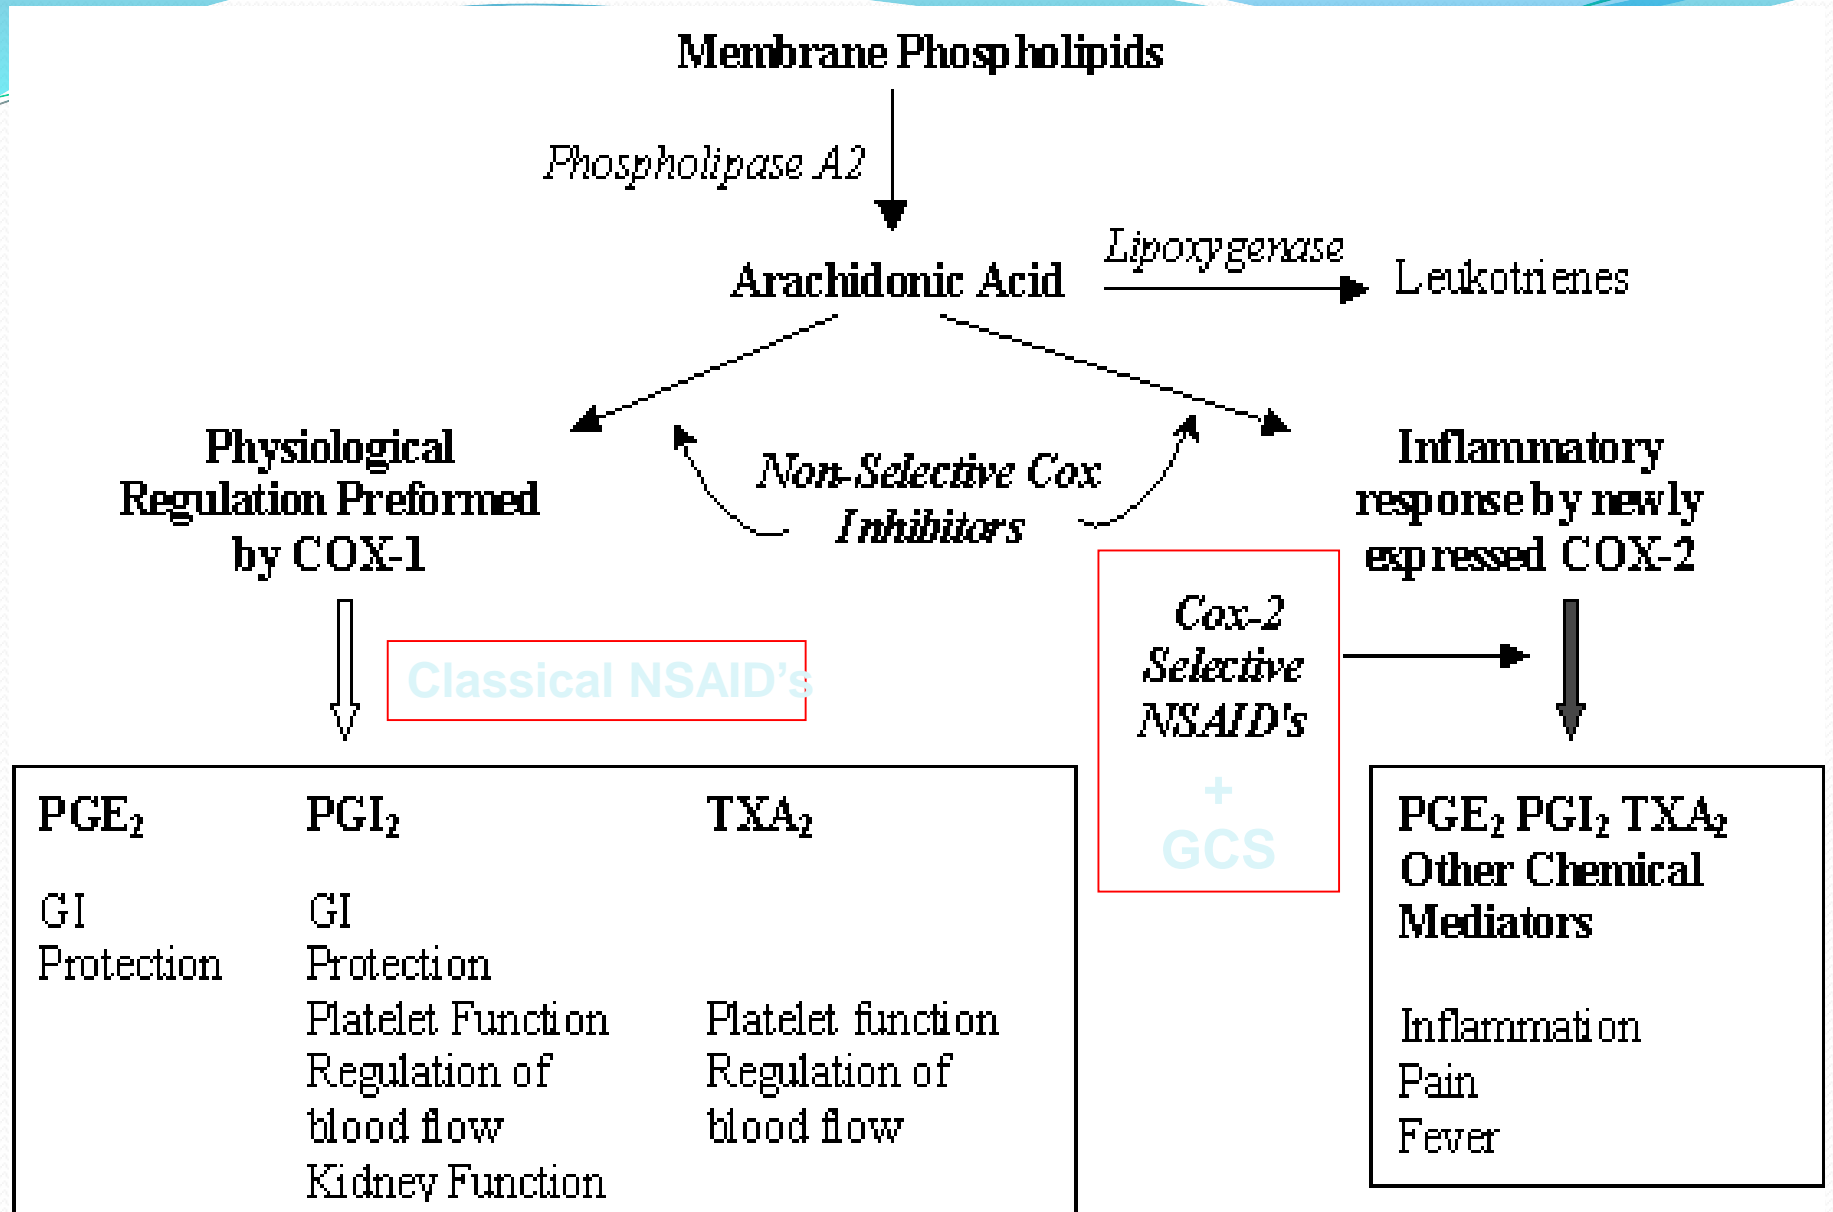 Membrane Phospholipids
Phospholipase A2
Lipoxygenase
Arachidonic Acid
Leukotrienes
Physiological
Regulation Preformed
by COX-1
Non-Selective Cox
Inhibitors
Inflammatory
response by newly
expressed COX-2
Classical NSAID's
Cox-2
Selective
NSAID's
+
GCS
PGE₂ PGI₂ TXA₂
GI GI
Protection Protection
Platelet Function Platelet function
Regulation of Regulation of
blood flow blood flow
Kidney Function
PGE₂ PGI₂ TXA₂
Other Chemical
Mediators
Inflammation
Pain
Fever